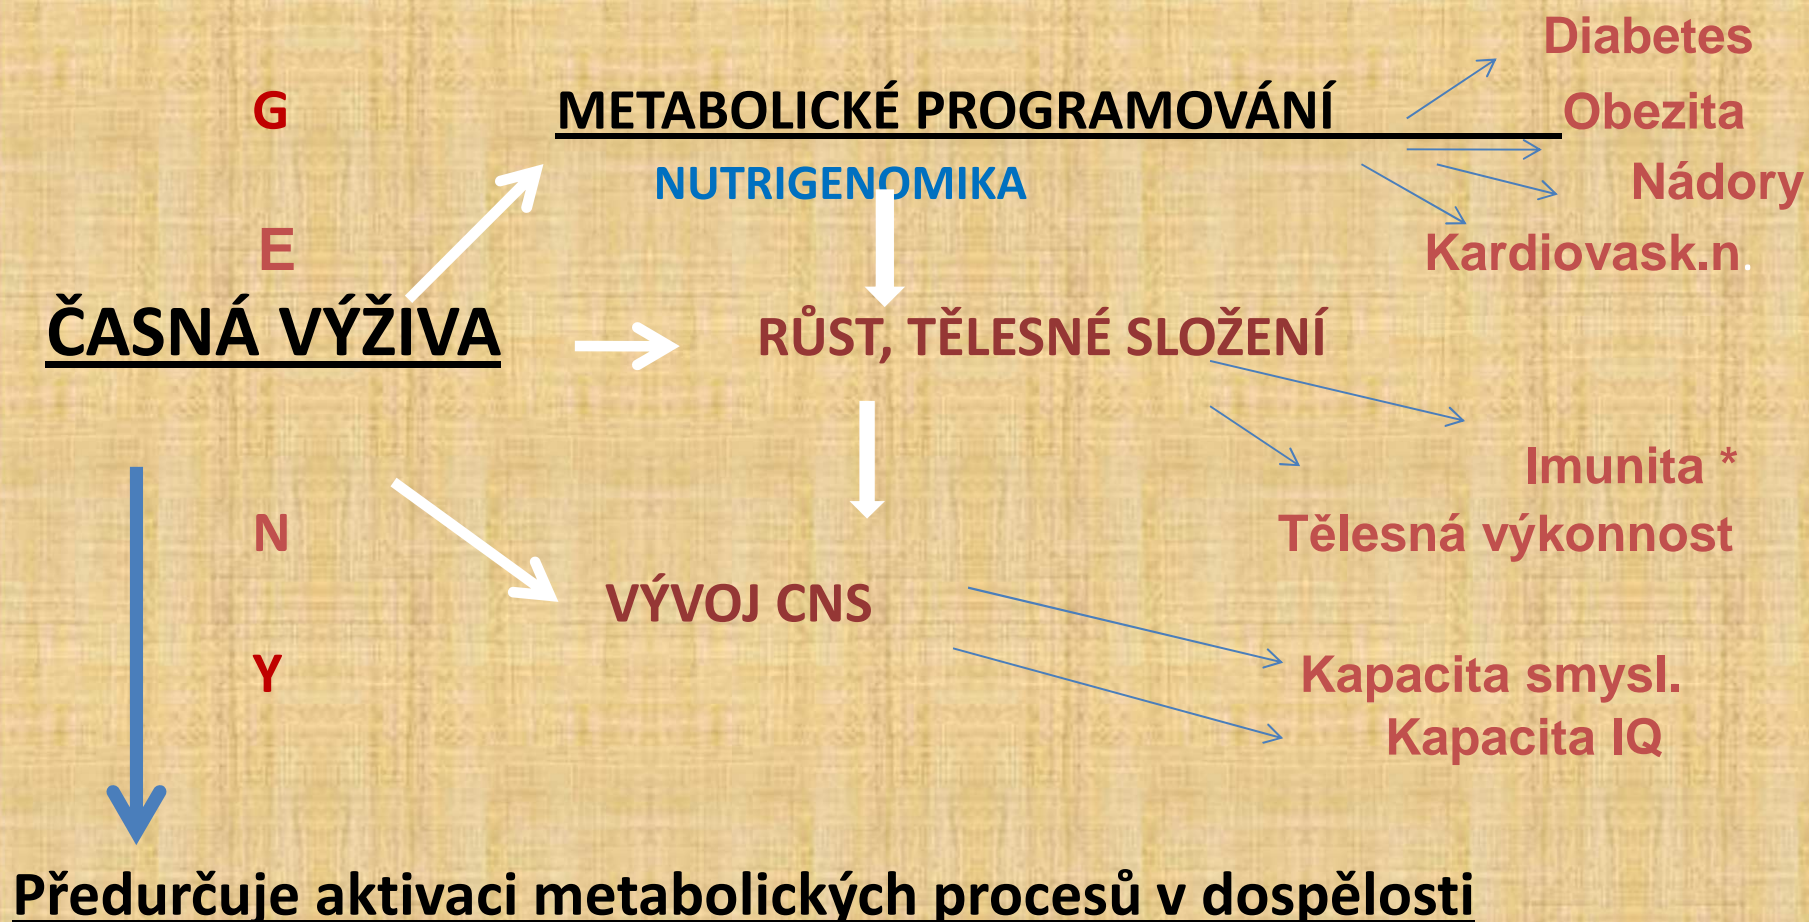 Diabetes
G
METABOLICKÉ PROGRAMOVÁNÍ
Obezita
NUTRIGENOMIKA
Nádory
E
Kardiovask.n.
ČASNÁ VÝŽIVA
RŮST, TĚLESNÉ SLOŽENÍ
Imunita *
N
Tělesná výkonnost
VÝVOJ CNS
Y
Kapacita smysl.
Kapacita IQ
Předurčuje aktivaci metabolických procesů v dospělosti